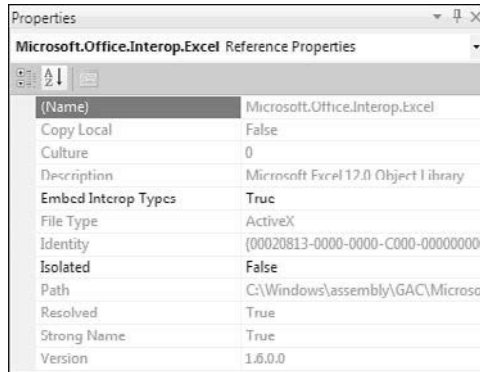 Properties
Microsoft.Office.Interop.Excel Reference Properties
(Name) Microsoft.Office.Interop.Excel
Copy Local False
Culture 0
Description Microsoft Excel 12.0 Object Library
Embed Interop Types True
File Type ActiveX
Identity {00020813-0000-0000-C000-00000000
Isolated False
Path C:\Windows\assembly\GAC\Microso
Resolved True
Strong Name True
Version 1.6.0.0